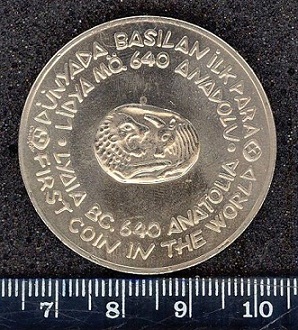 DÜNYADA BASILAN İLK PARA
LİDYA MÖ. 640 ANADOLU
LYDIA BC. 640 ANATOLIA
FIRST COIN IN THE WORLD
7 8 9 10